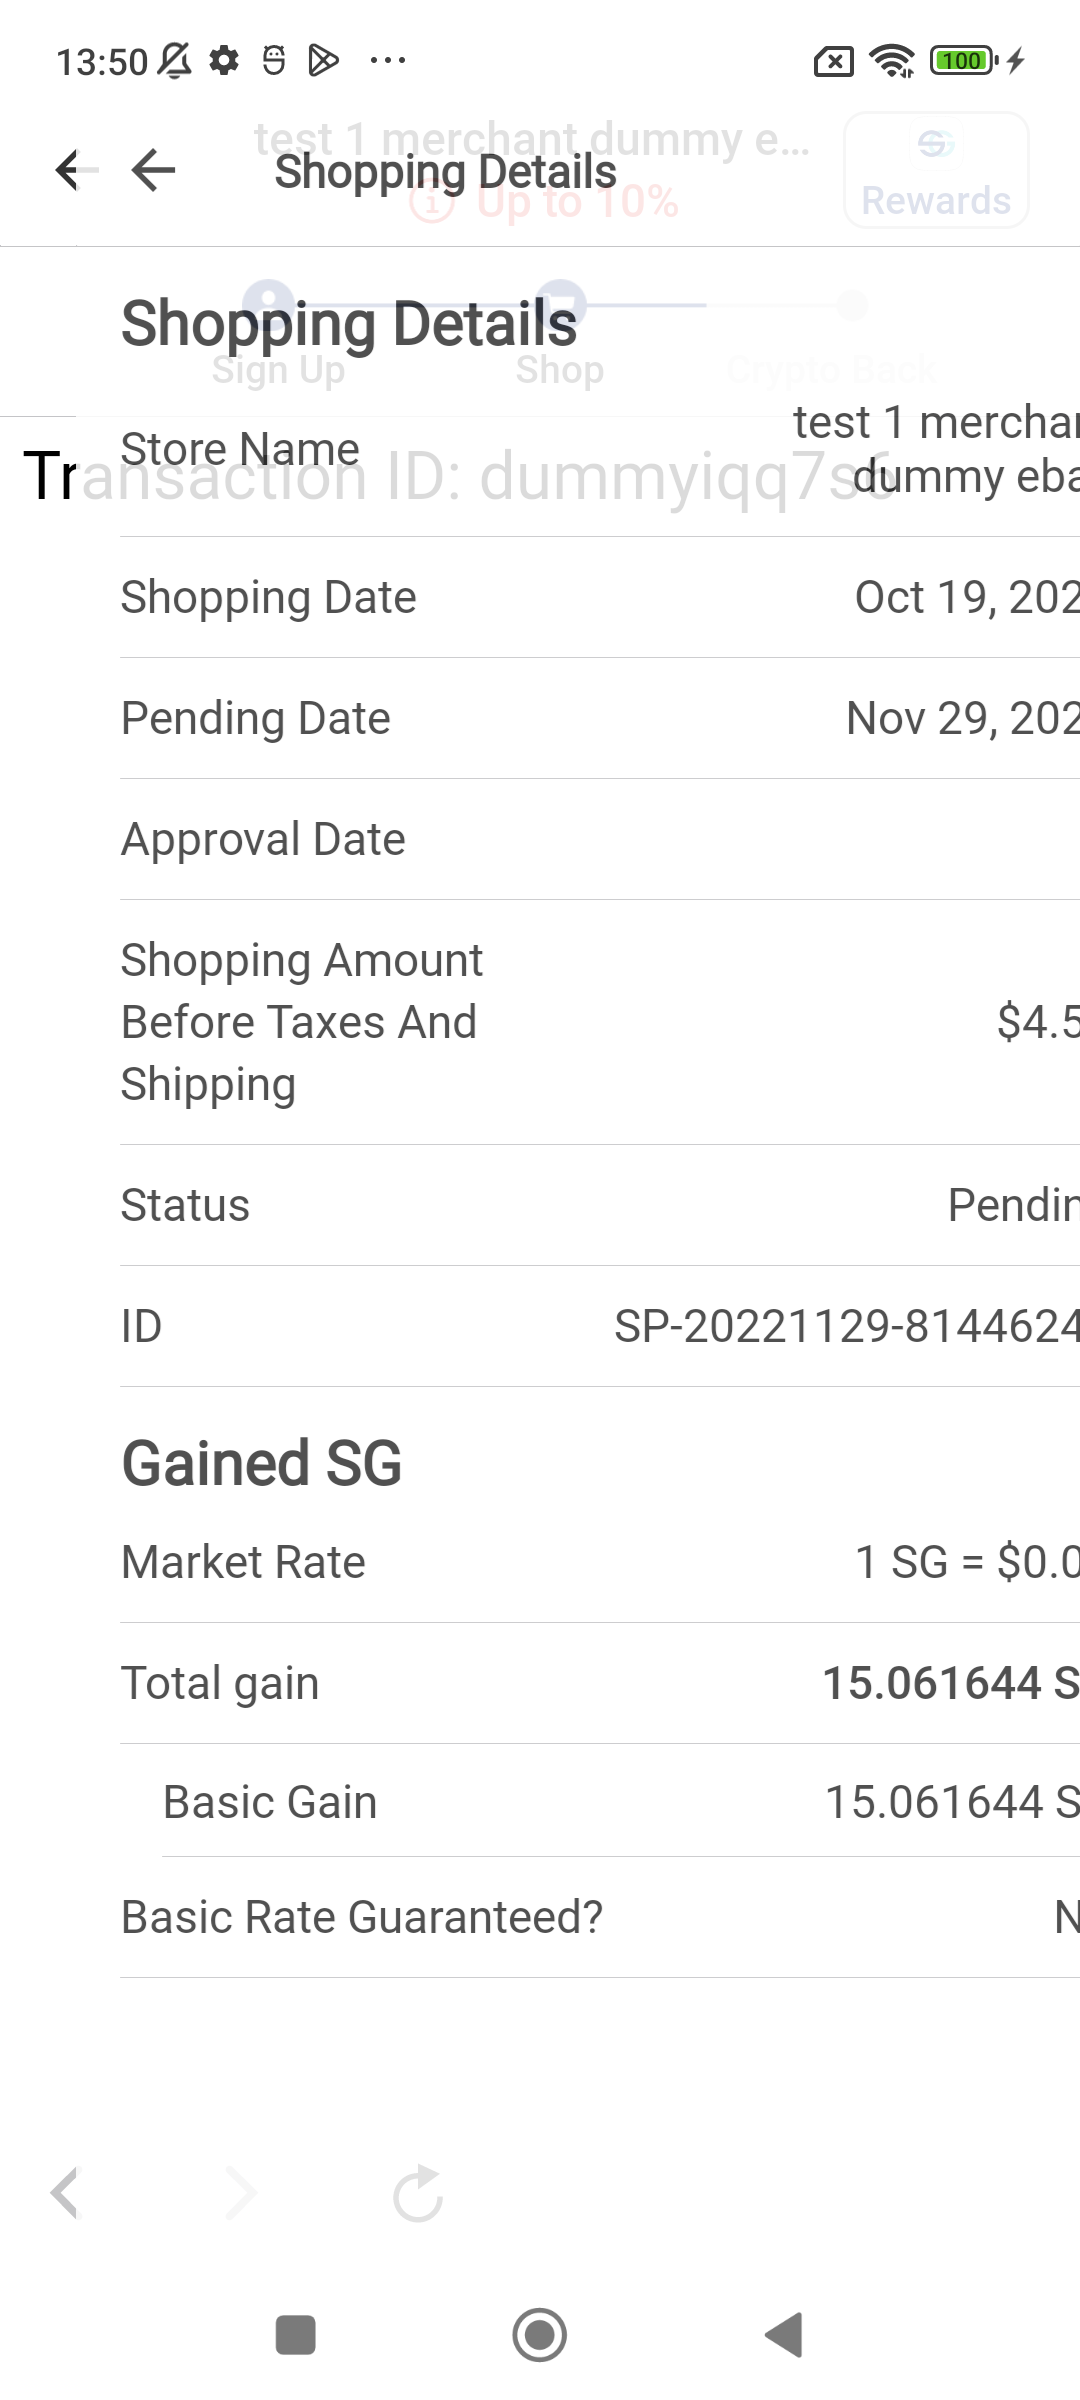 13:50
100
test 1 merchant dummy e...
Shopping Details
Up to 10%
Rewards
Shopping Details
Sign Up
Shop
Crypto Back
Store Name
test 1 merchan
dummy eba
Transaction ID: dummyiqq7s6
Shopping Date
Oct 19, 202
Pending Date
Nov 29, 202
Approval Date
Shopping Amount
Before Taxes And
Shipping
$4.5
Status
Pendin
ID
SP-20221129-8144624
Gained SG
Market Rate
1 SG = $0.0
Total gain
15.061644 S
Basic Gain
15.061644 S
Basic Rate Guaranteed?
N